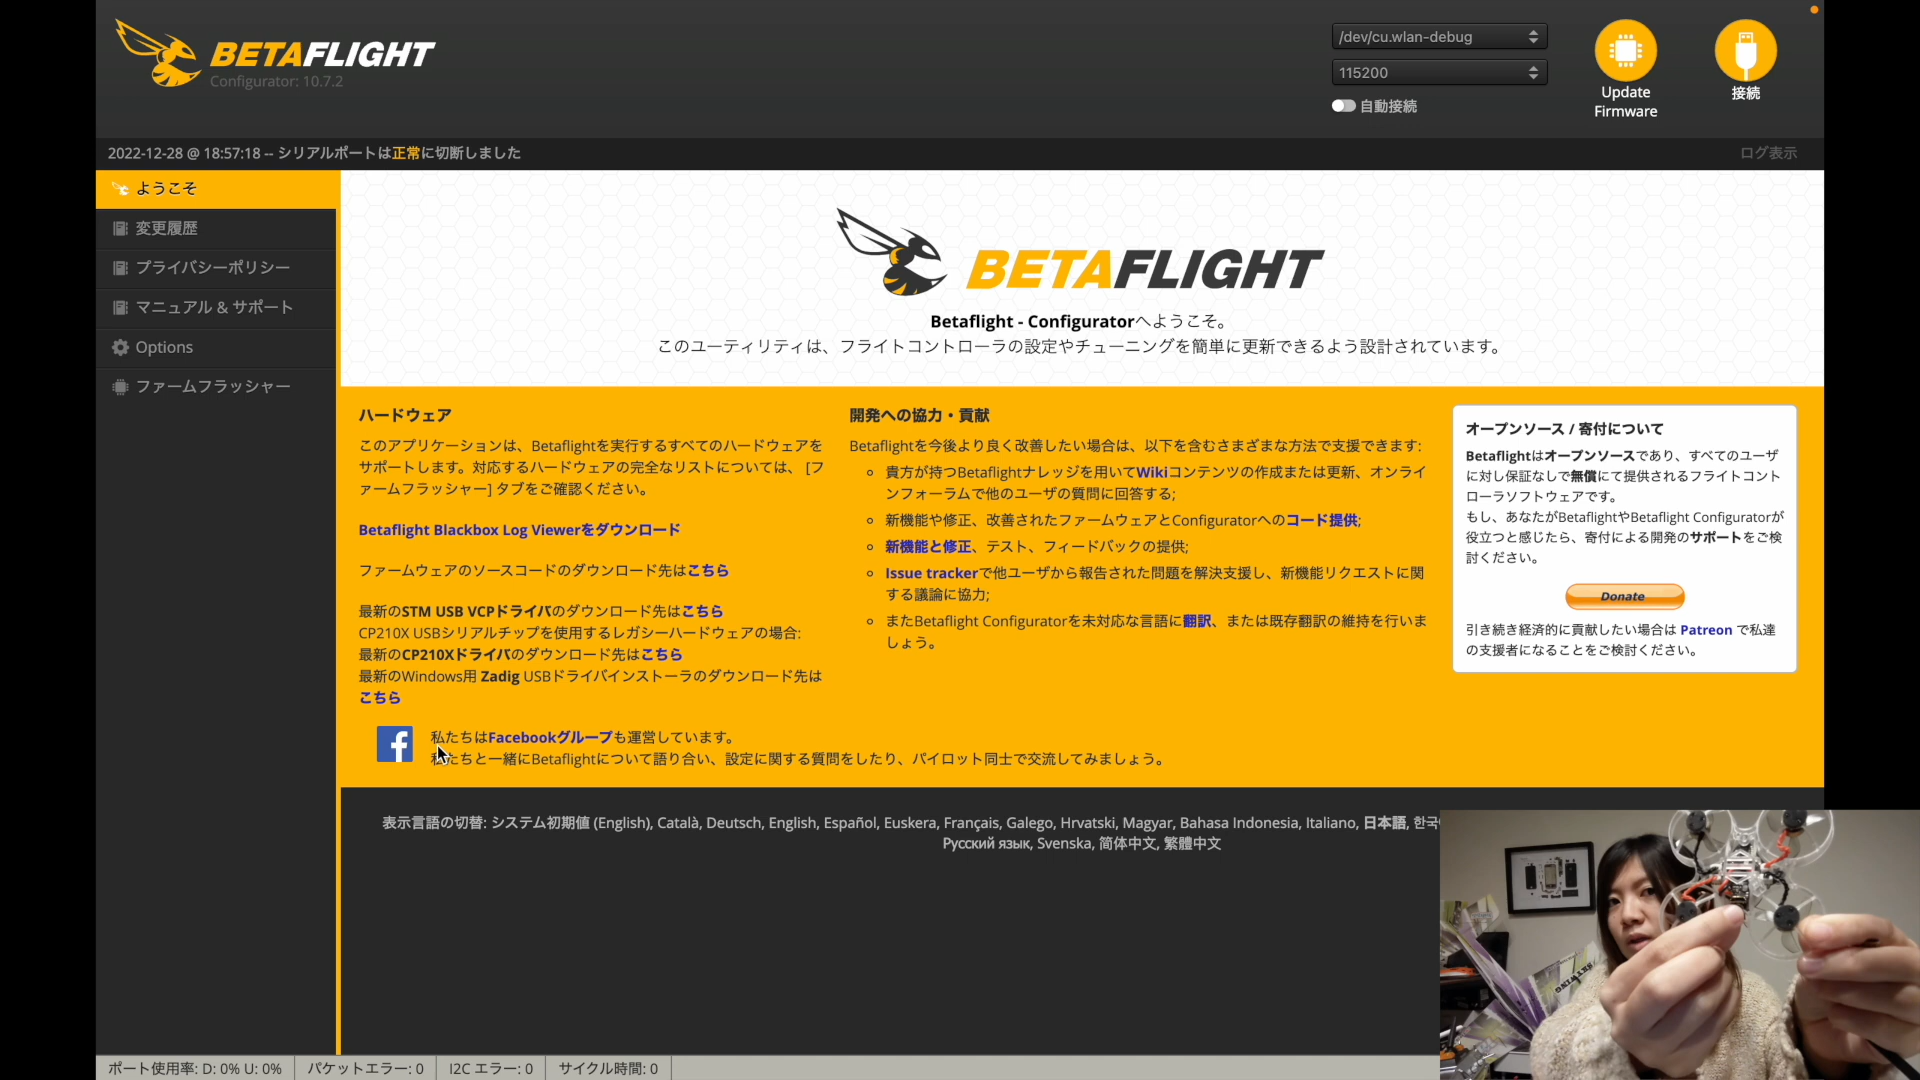 BETAFLIGHT
Configurator: 10.7.2
/dev/cu.wlan-debug
115200
自動接続
Update
Firmware
接続
2022-12-28 @ 18:57:18 -- シリアルポートは正常に切断しました
ログ表示
ようこそ
変更履歴
プライバシーポリシー
マニュアル & サポート
Options
ファームフラッシャー
BETAFLIGHT
Betaflight - Configuratorへようこそ。
このユーティリティは、フライトコントローラの設定やチューニングを簡単に更新できるよう設計されています。
ハードウェア
このアプリケーションは、Betaflightを実行するすべてのハードウェアを
サポートします。対応するハードウェアの完全なリストについては、 [フ
ァームフラッシャー] タブをご確認ください。
Betaflight Blackbox Log Viewerをダウンロード
ファームウェアのソースコードのダウンロード先はこちら
最新のSTM USB VCPドライバのダウンロード先はこちら
CP210X USBシリアルチップを使用するレガシーハードウェアの場合:
最新のCP210Xドライバのダウンロード先はこちら
最新のWindows用 Zadig USBドライバインストーラのダウンロード先は
こちら
私たちはFacebookグループも運営しています。
私たちと一緒にBetaflightについて語り合い、設定に関する質問をしたり、パイロット同士で交流してみましょう。
開発への協力・貢献
Betaflightを今後より良く改善したい場合は、以下を含むさまざまな方法で支援できます:
貴方が持つBetaflightナレッジを用いてWikiコンテンツの作成または更新、オンライ
ンフォーラムで他のユーザの質問に回答する;
新機能や修正、改善されたファームウェアとConfiguratorへのコード提供;
新機能と修正、テスト、フィードバックの提供;
Issue trackerで他ユーザから報告された問題を解決支援し、新機能リクエストに関
する議論に協力;
またBetaflight Configuratorを未対応な言語に翻訳、または既存翻訳の維持を行いま
しょう。
オープンソース / 寄付について
Betaflightはオープンソースであり、すべてのユーザ
に対し保証なしで無償にて提供されるフライトコント
ローラソフトウェアです。
もし、あなたがBetaflightやBetaflight Configuratorが
役立つと感じたら、寄付による開発のサポートをご検
討ください。
Donate
引き続き経済的に貢献したい場合は Patreon で私達
の支援者になることをご検討ください。
表示言語の切替: システム初期値 (English), Català, Deutsch, English, Español, Euskera, Français, Galego, Hrvatski, Magyar, Bahasa Indonesia, Italiano, 日本語, 한국
Русский язык, Svenska, 简体中文, 繁體中文
ポート使用率: D: 0% U: 0%
パケットエラー: 0
I2C エラー: 0
サイクル時間: 0